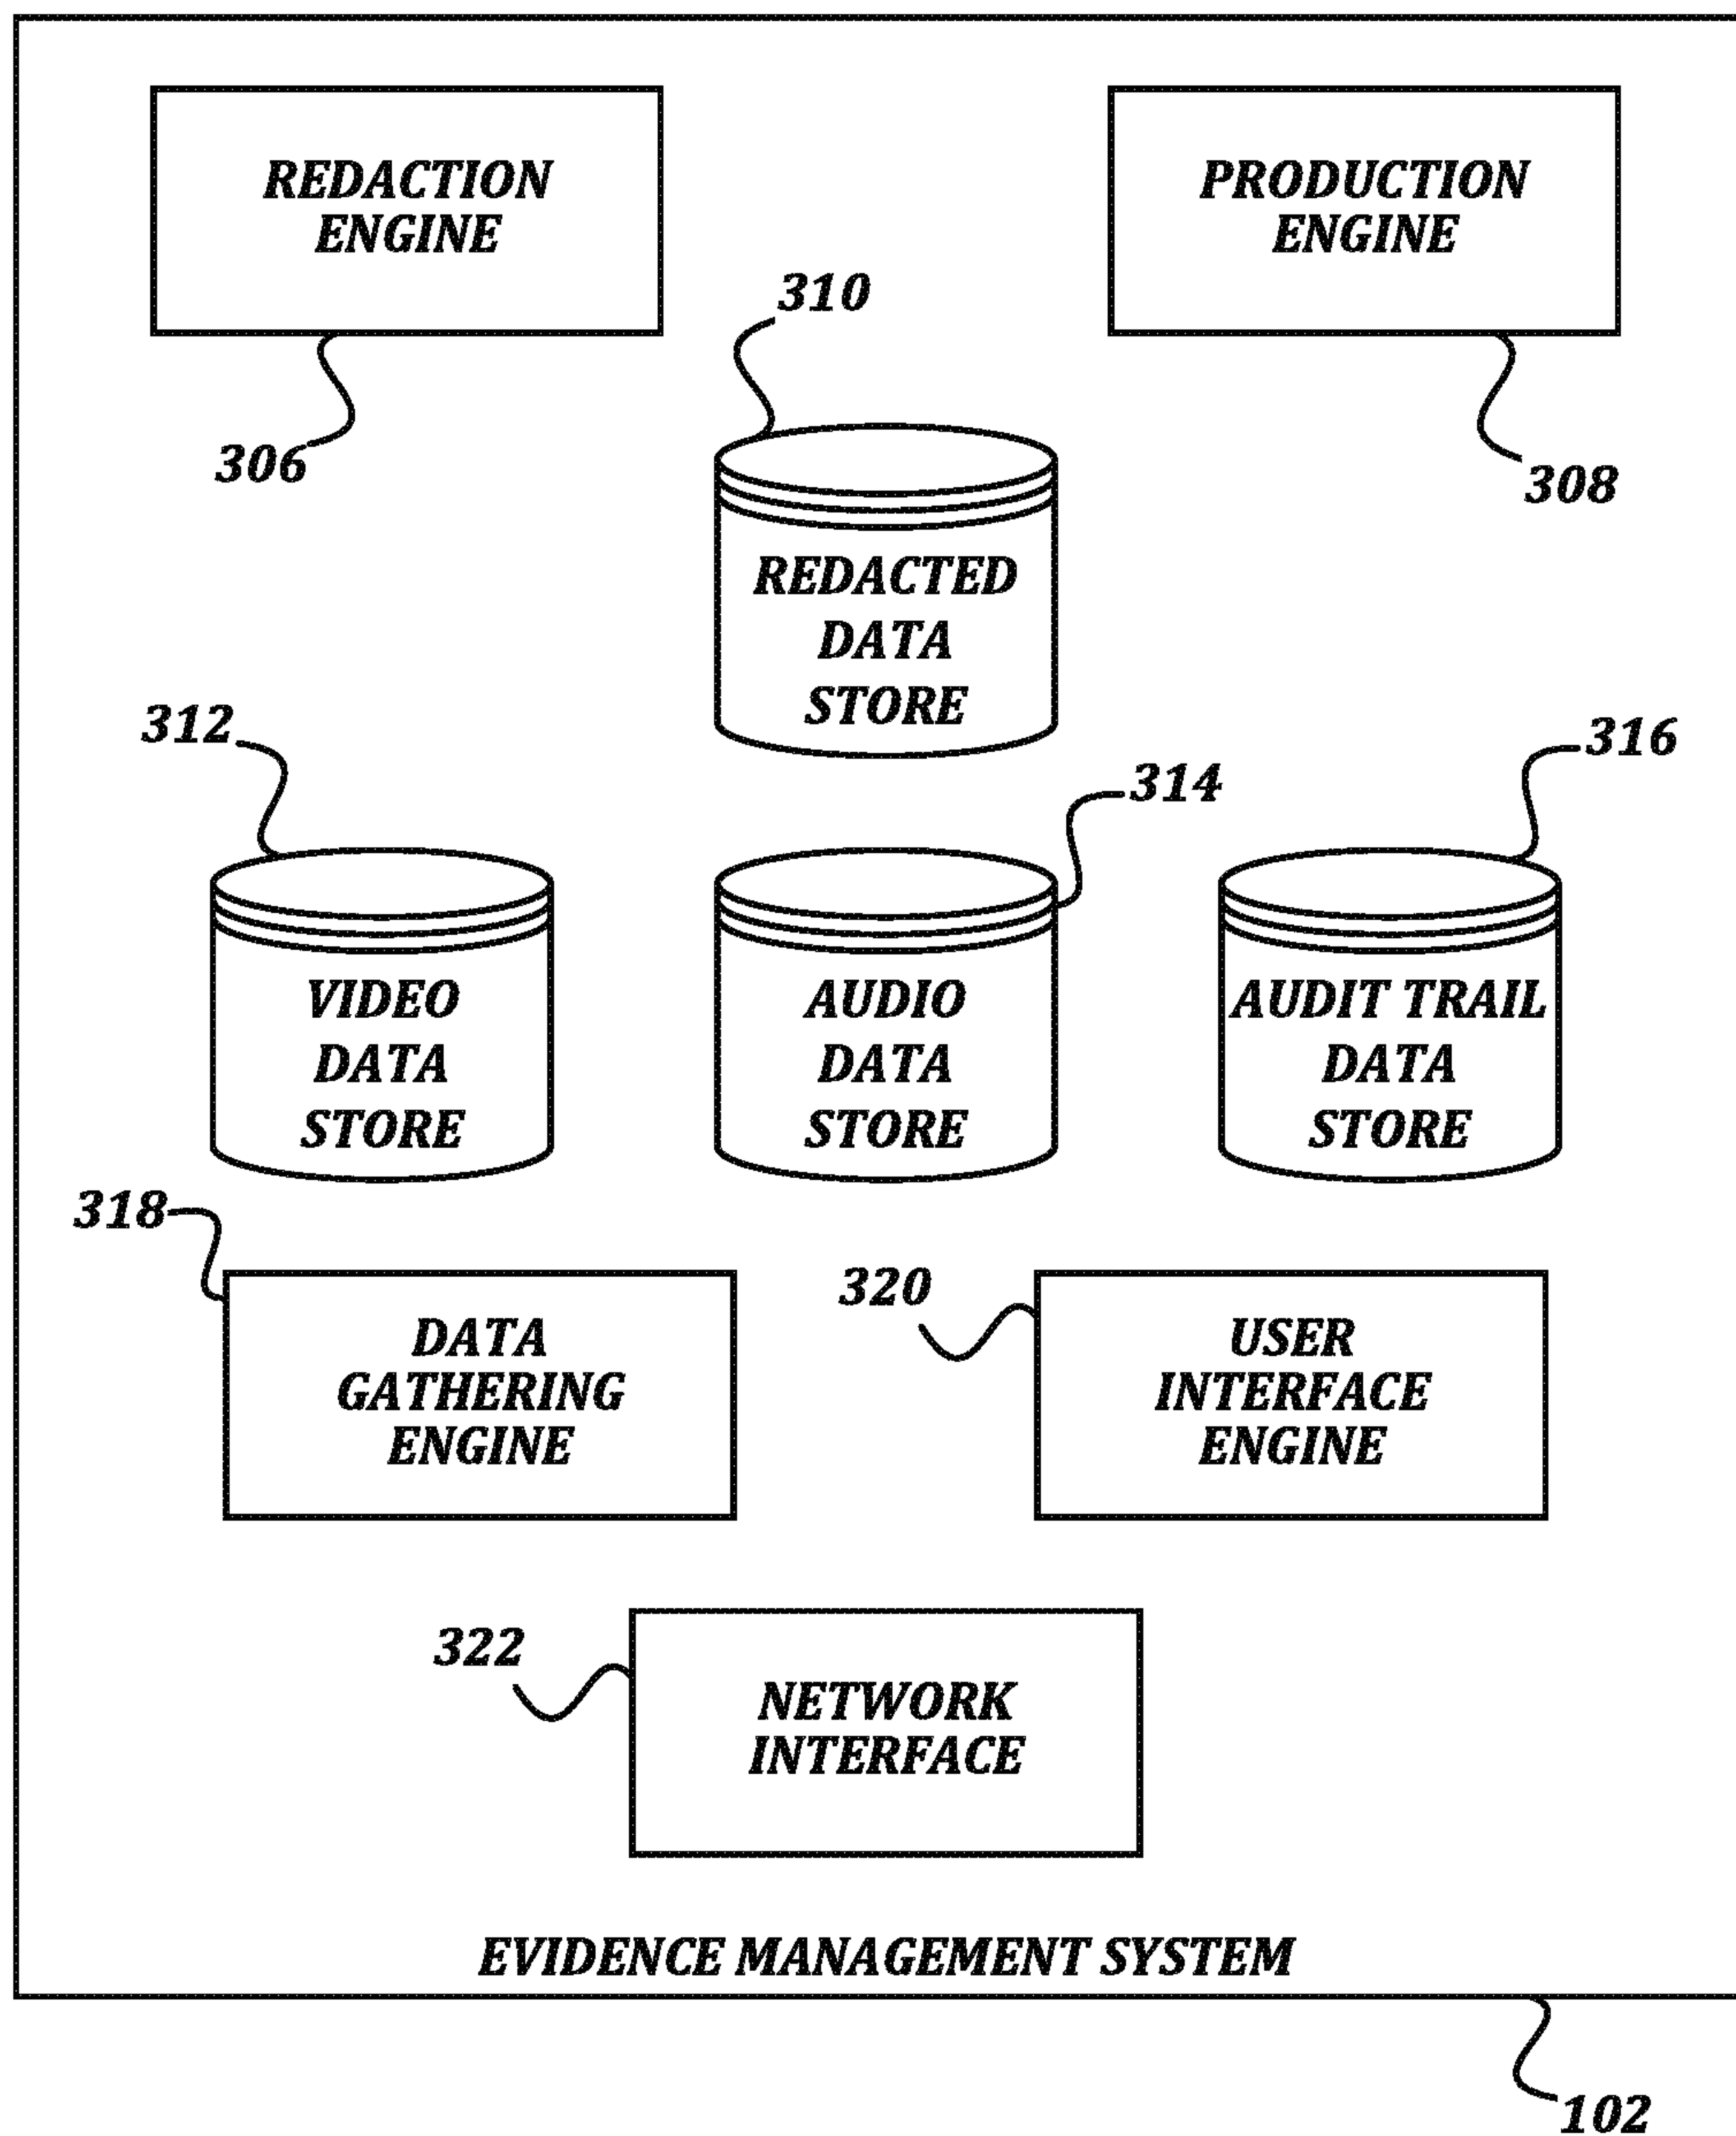 REDACTION
ENGINE
PRODUCTION
ENGINE
310
306
308
REDACTED
DATA
STORE
312
316
314
VIDEO
DATA
STORE
AUDIO
DATA
STORE
AUDIT TRAIL
DATA
STORE
318
320
DATA
GATHERING
ENGINE
USER
INTERFACE
ENGINE
322
NETWORK
INTERFACE
EVIDENCE MANAGEMENT SYSTEM
102